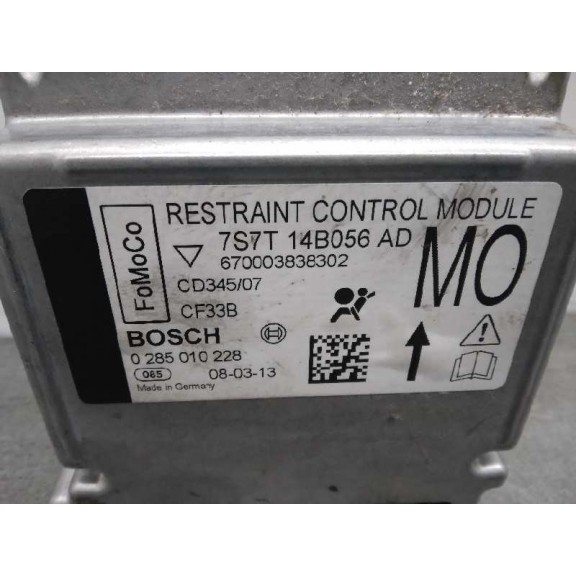 FoMoCo
RESTRAINT CONTROL MODULE
7S7T 14B056 AD
670003838302
MO
CD345/07
CF33B
BOSCH
0 285 010 228
065 08-03-13
Made in Germany